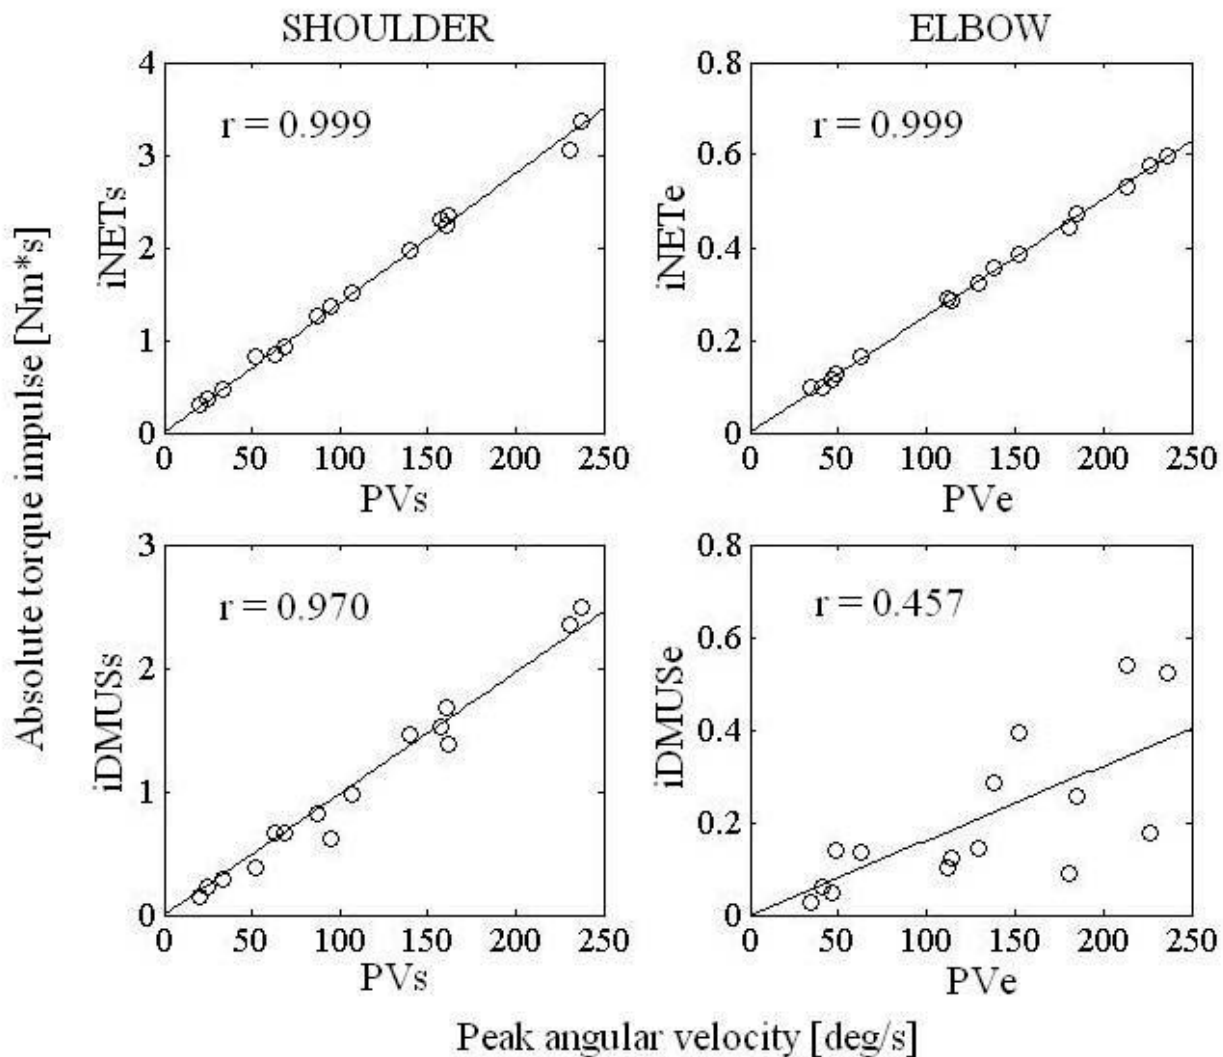 SHOULDER
ELBOW
Absolute torque impulse [Nm*s]
4
3
2
1
0
iNETs
r = 0.999
0 50 100 150 200 250
PVs
0.8
0.6
0.4
0.2
0
iNETe
r = 0.999
0 50 100 150 200 250
PVe
3
2
1
0
iDMUSs
r = 0.970
0 50 100 150 200 250
PVs
0.8
0.6
0.4
0.2
0
iDMUSe
r = 0.457
0 50 100 150 200 250
PVe
Peak angular velocity [deg/s]